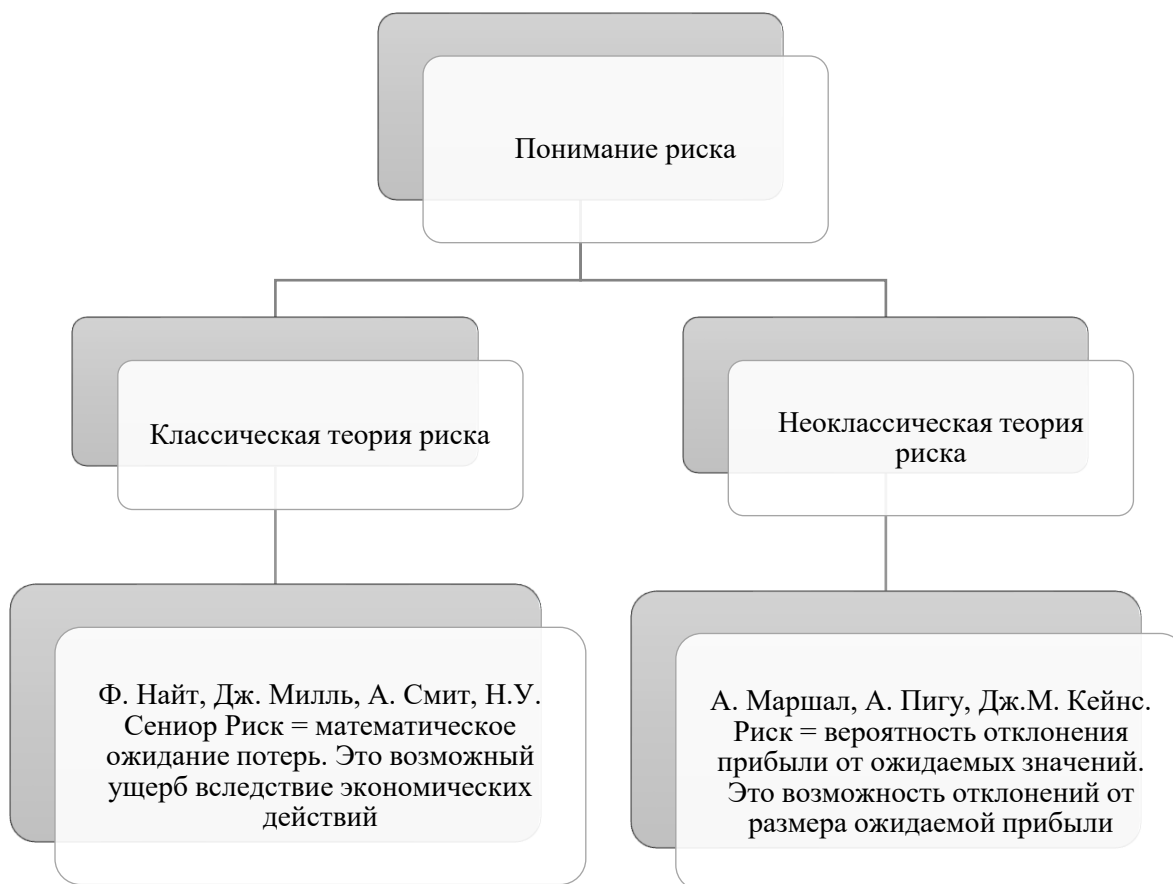 Понимание риска
Классическая теория риска
Неоклассическая теория
риска
Ф. Найт, Дж. Милль, А. Смит, Н.У.
Сениор Риск = математическое
ожидание потерь. Это возможный
ущерб вследствие экономических
действий
А. Маршал, А. Пигу, Дж.М. Кейнс.
Риск = вероятность отклонения
прибыли от ожидаемых значений.
Это возможность отклонений от
размера ожидаемой прибыли